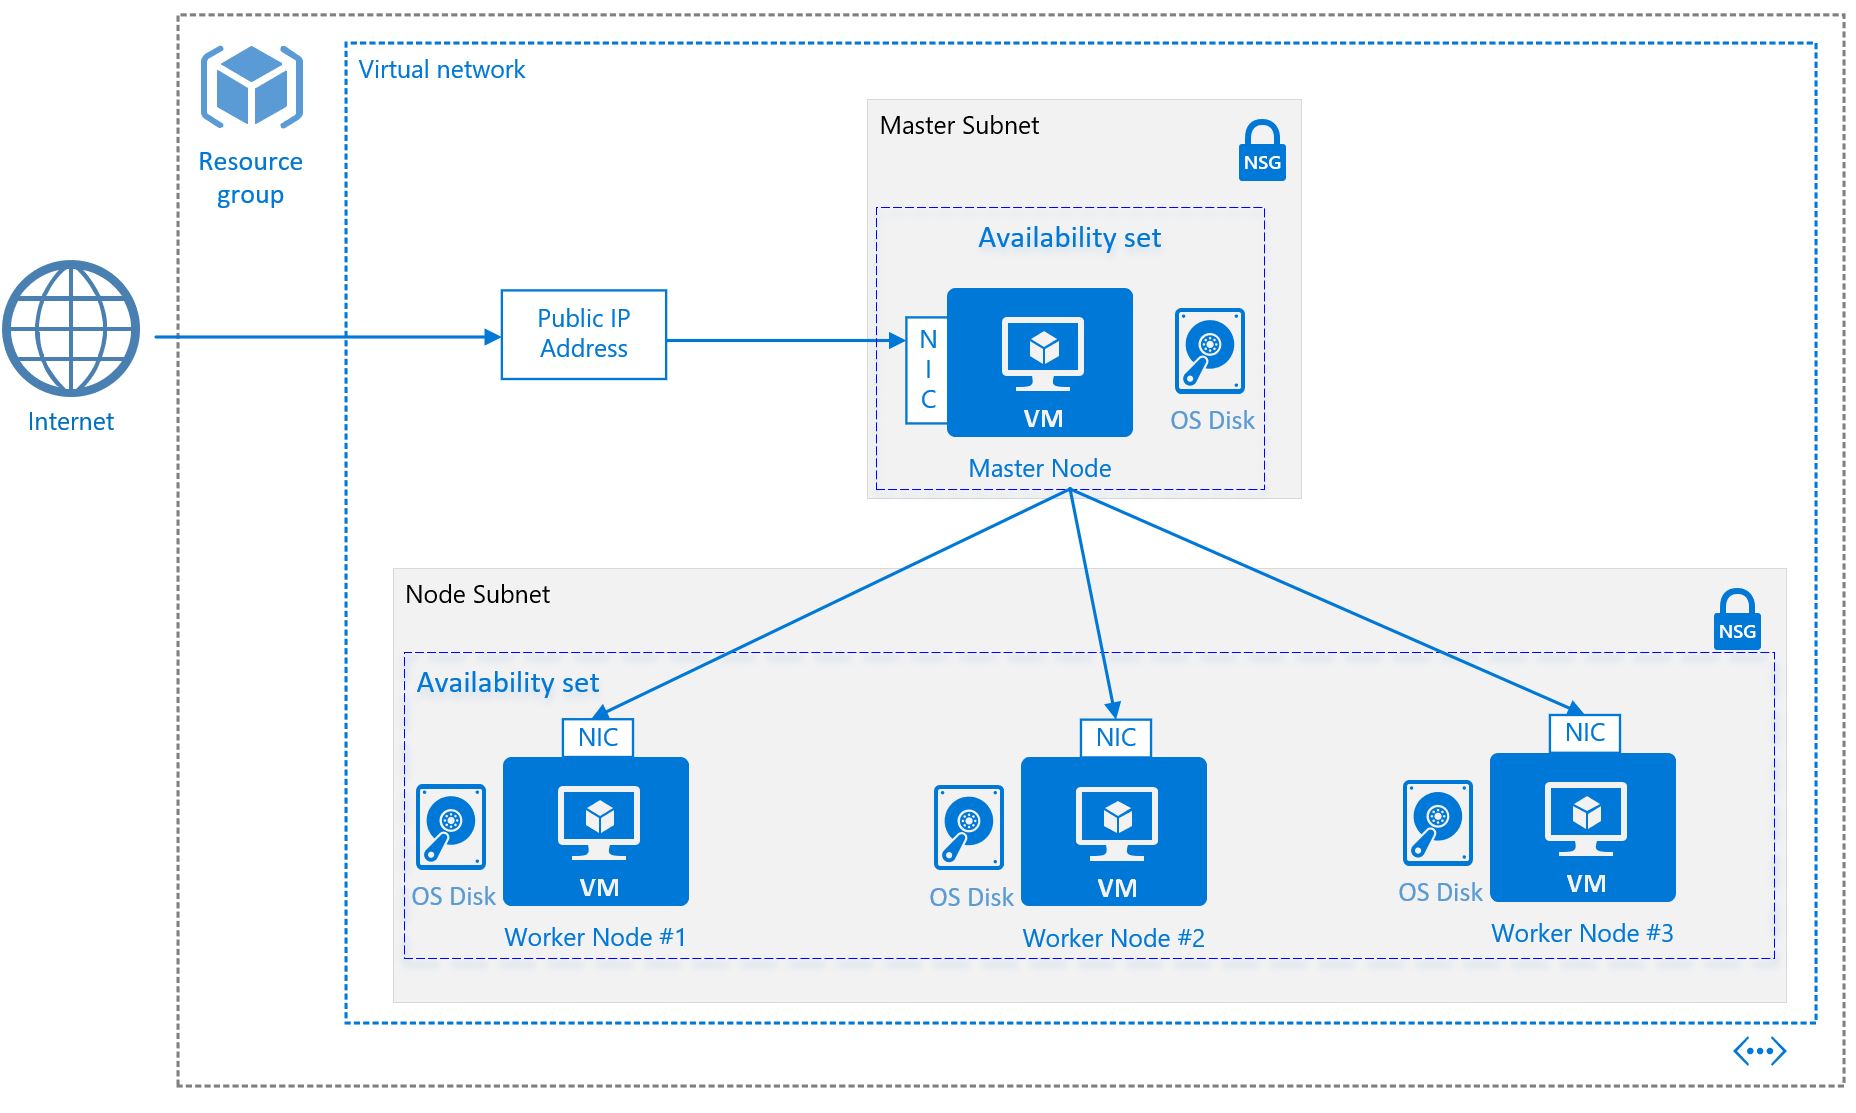 Virtual network
Resource
group
Master Subnet
NSG
Availability set
Internet
Public IP
Address
N
I
C
VM
OS Disk
Master Node
Node Subnet
NSG
Availability set
NIC
VM
OS Disk
Worker Node #1
NIC
VM
OS Disk
Worker Node #2
NIC
VM
OS Disk
Worker Node #3